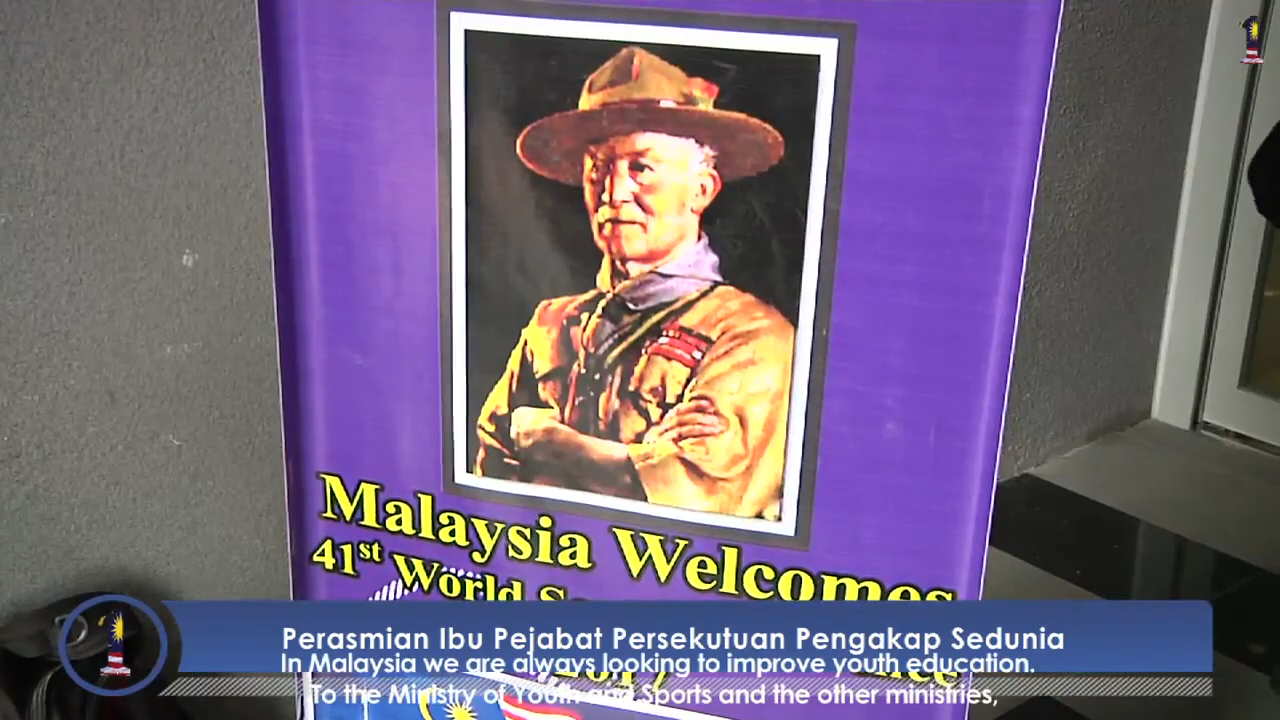 Malaysia Welcomes
41st World
Perasmian Ibu Pejabat Persekutuan Pengakap Sedunia
In Malaysia we are always looking to improve youth education.
To the Ministry of Youth and Sports and the other ministries,